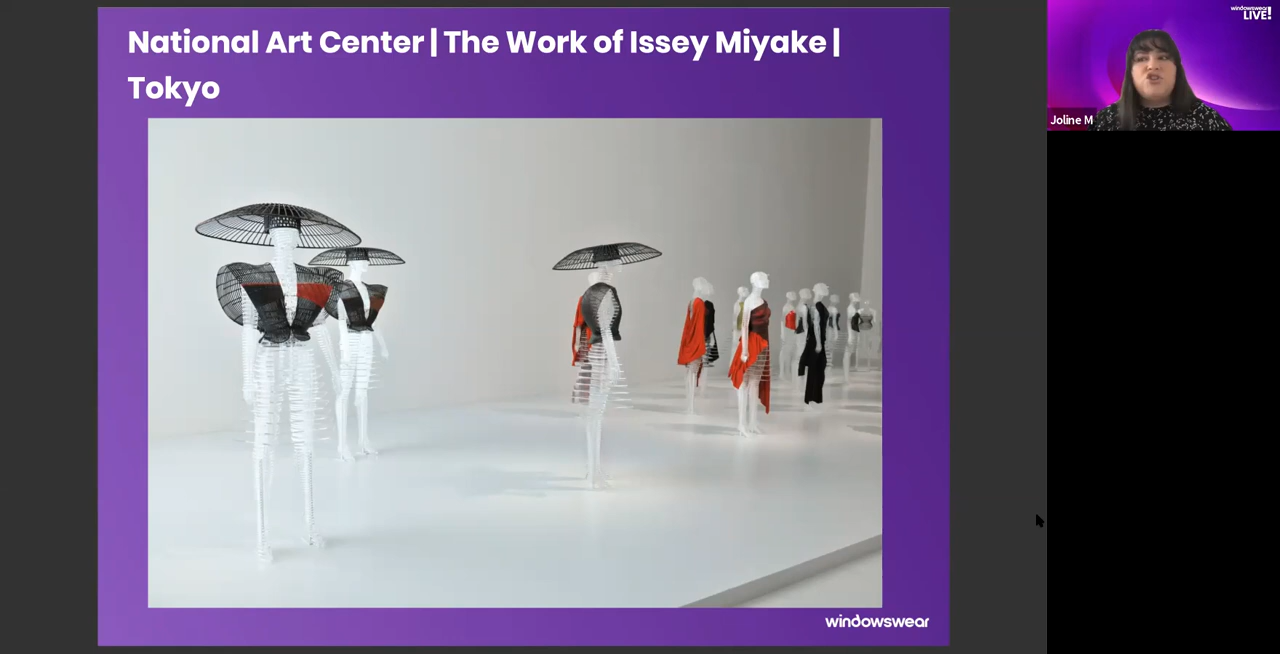 National Art Center | The Work of Issey Miyake |
Tokyo
windowswear
windowswear
LIVE!
Joline M